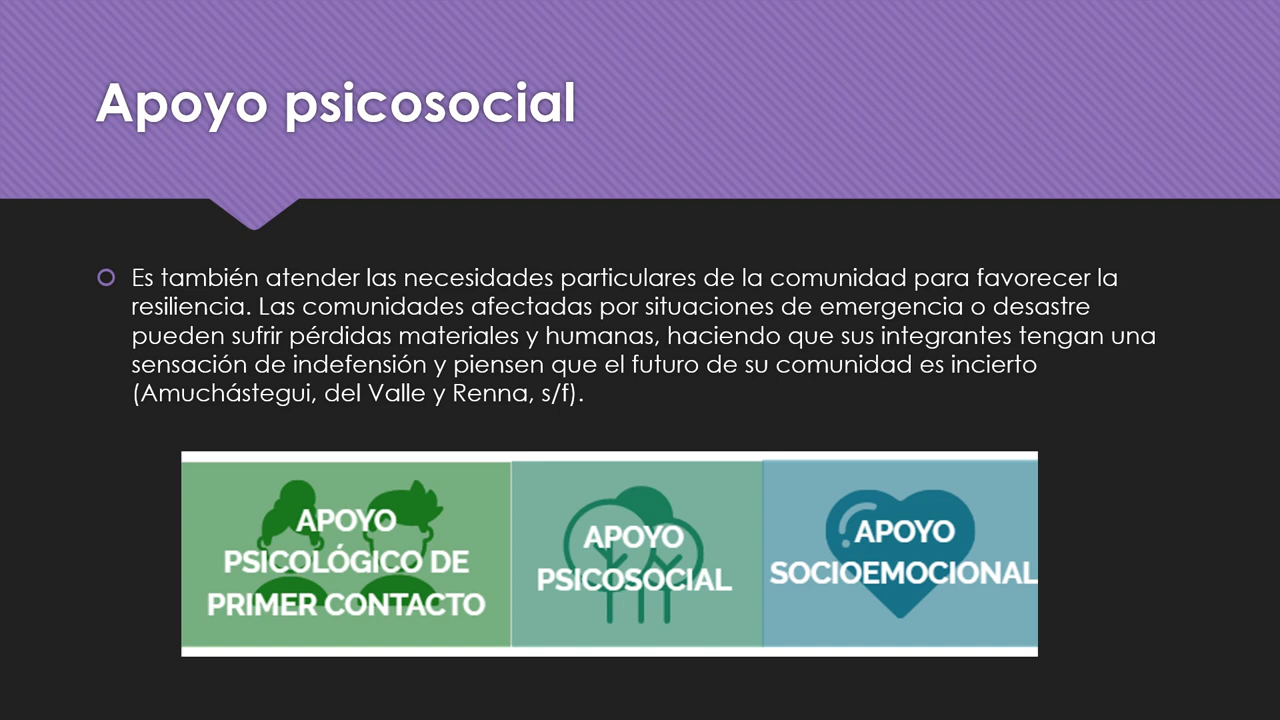 Apoyo psicosocial
Es también atender las necesidades particulares de la comunidad para favorecer la
resiliencia. Las comunidades afectadas por situaciones de emergencia o desastre
pueden sufrir pérdidas materiales y humanas, haciendo que sus integrantes tengan una
sensación de indefensión y piensen que el futuro de su comunidad es incierto
(Amuchástegui, del Valle y Renna, s/f).
APOYO
PSICOLÓGICO DE
PRIMER CONTACTO
APOYO
PSICOSOCIAL
APOYO
SOCIOEMOCIONAL